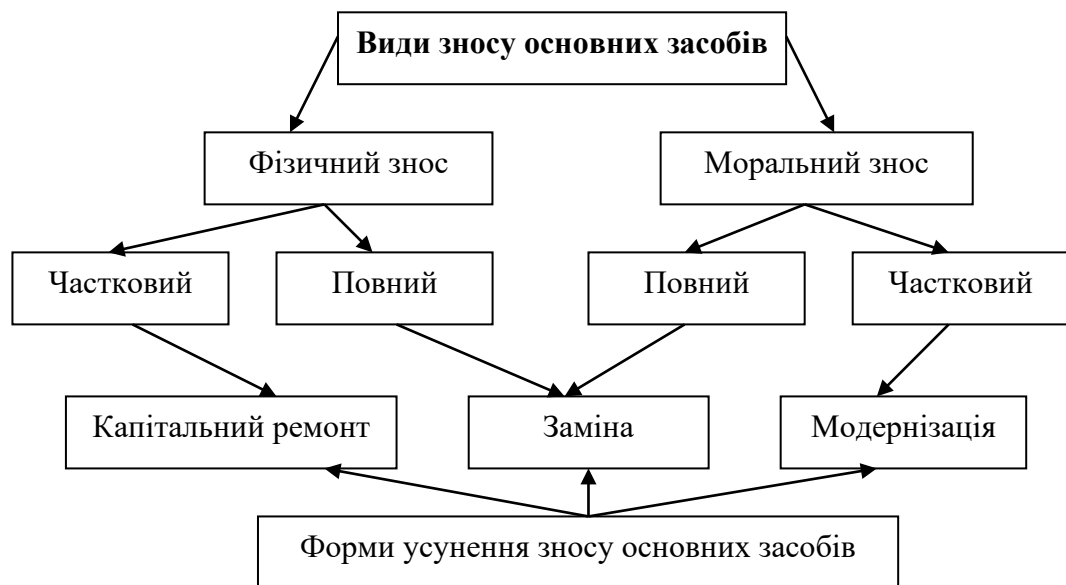 Види зносу основних засобів
Фізичний знос
Моральний знос
Частковий
Повний
Повний
Частковий
Капітальний ремонт
Заміна
Модернізація
Форми усунення зносу основних засобів